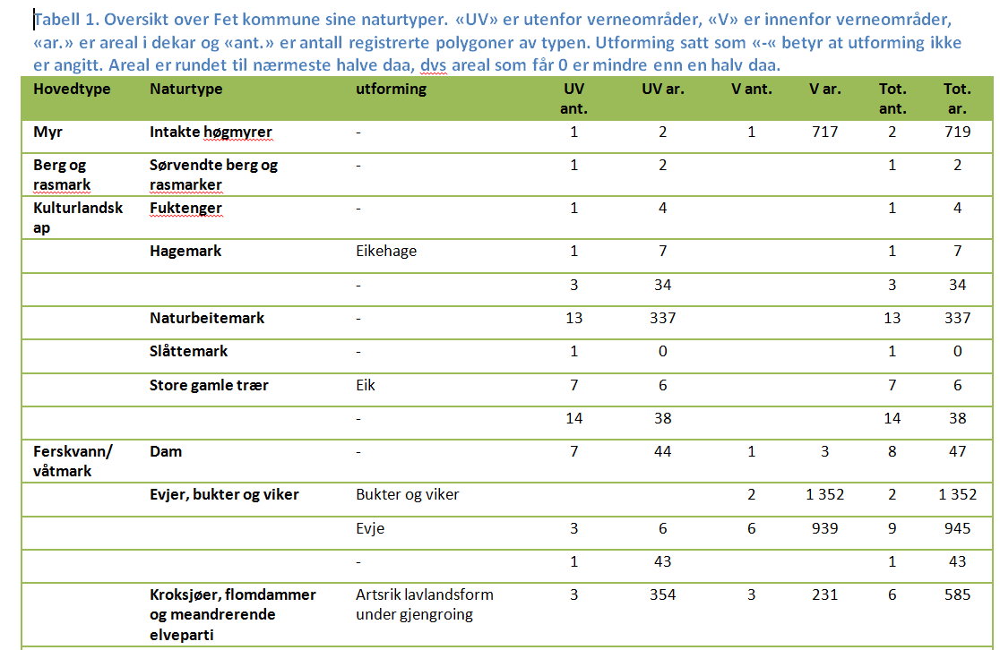 Tabell 1. Oversikt over Fet kommune sine naturtyper. «UV» er utenfor verneområder, «V» er innenfor verneområder,
«ar.» er areal i dekar og «ant.» er antall registrerte polygoner av typen. Utforming satt som «-« betyr at utforming ikke
er angitt. Areal er rundet til nærmeste halve daa, dvs areal som får 0 er mindre enn en halv daa.
Hovedtype Naturtype utforming UV ant. UV ar. V ant. V ar. Tot. ant. Tot. ar.
Myr Intakte høgmyrer - 1 2 1 717 2 719
Berg og rasmark Sørvendte berg og rasmarker - 1 2 1 2
Kulturlandskap Fuktenger - 1 4 1 4
Hagemark Eikehage 1 7 1 7
- 3 34 3 34
Naturbeitemark - 13 337 13 337
Slåttemark - 1 0 1 0
Store gamle trær Eik 7 6 7 6
- 14 38 14 38
Ferskvann/våtmark Dam - 7 44 1 3 8 47
Evjer, bukter og viker Bukter og viker 2 1 352 2 1 352
Evje 3 6 6 939 9 945
- 1 43 1 43
Kroksjøer, flomdammer og meandrerende elveparti Artsrik lavlandsform under gjengroing 3 354 3 231 6 585